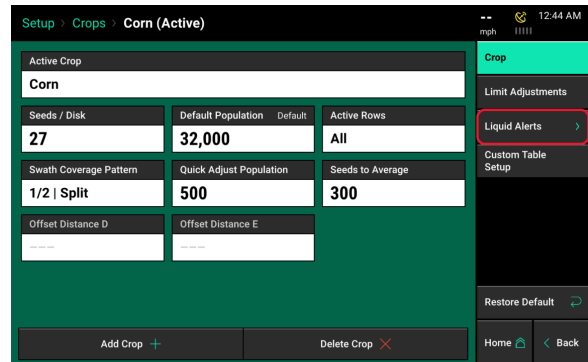 Setup > Crops > Corn (Active)
-- 12:44 AM
mph
Active Crop
Corn
Seeds / Disk
27
Default Population Default
32,000
Active Rows
All
Swath Coverage Pattern
1/2 | Split
Quick Adjust Population
500
Seeds to Average
300
Offset Distance D
---
Offset Distance E
---
Add Crop +
Delete Crop
Crop
Limit Adjustments
Liquid Alerts >
Custom Table
Setup
Restore Default
Home
< Back